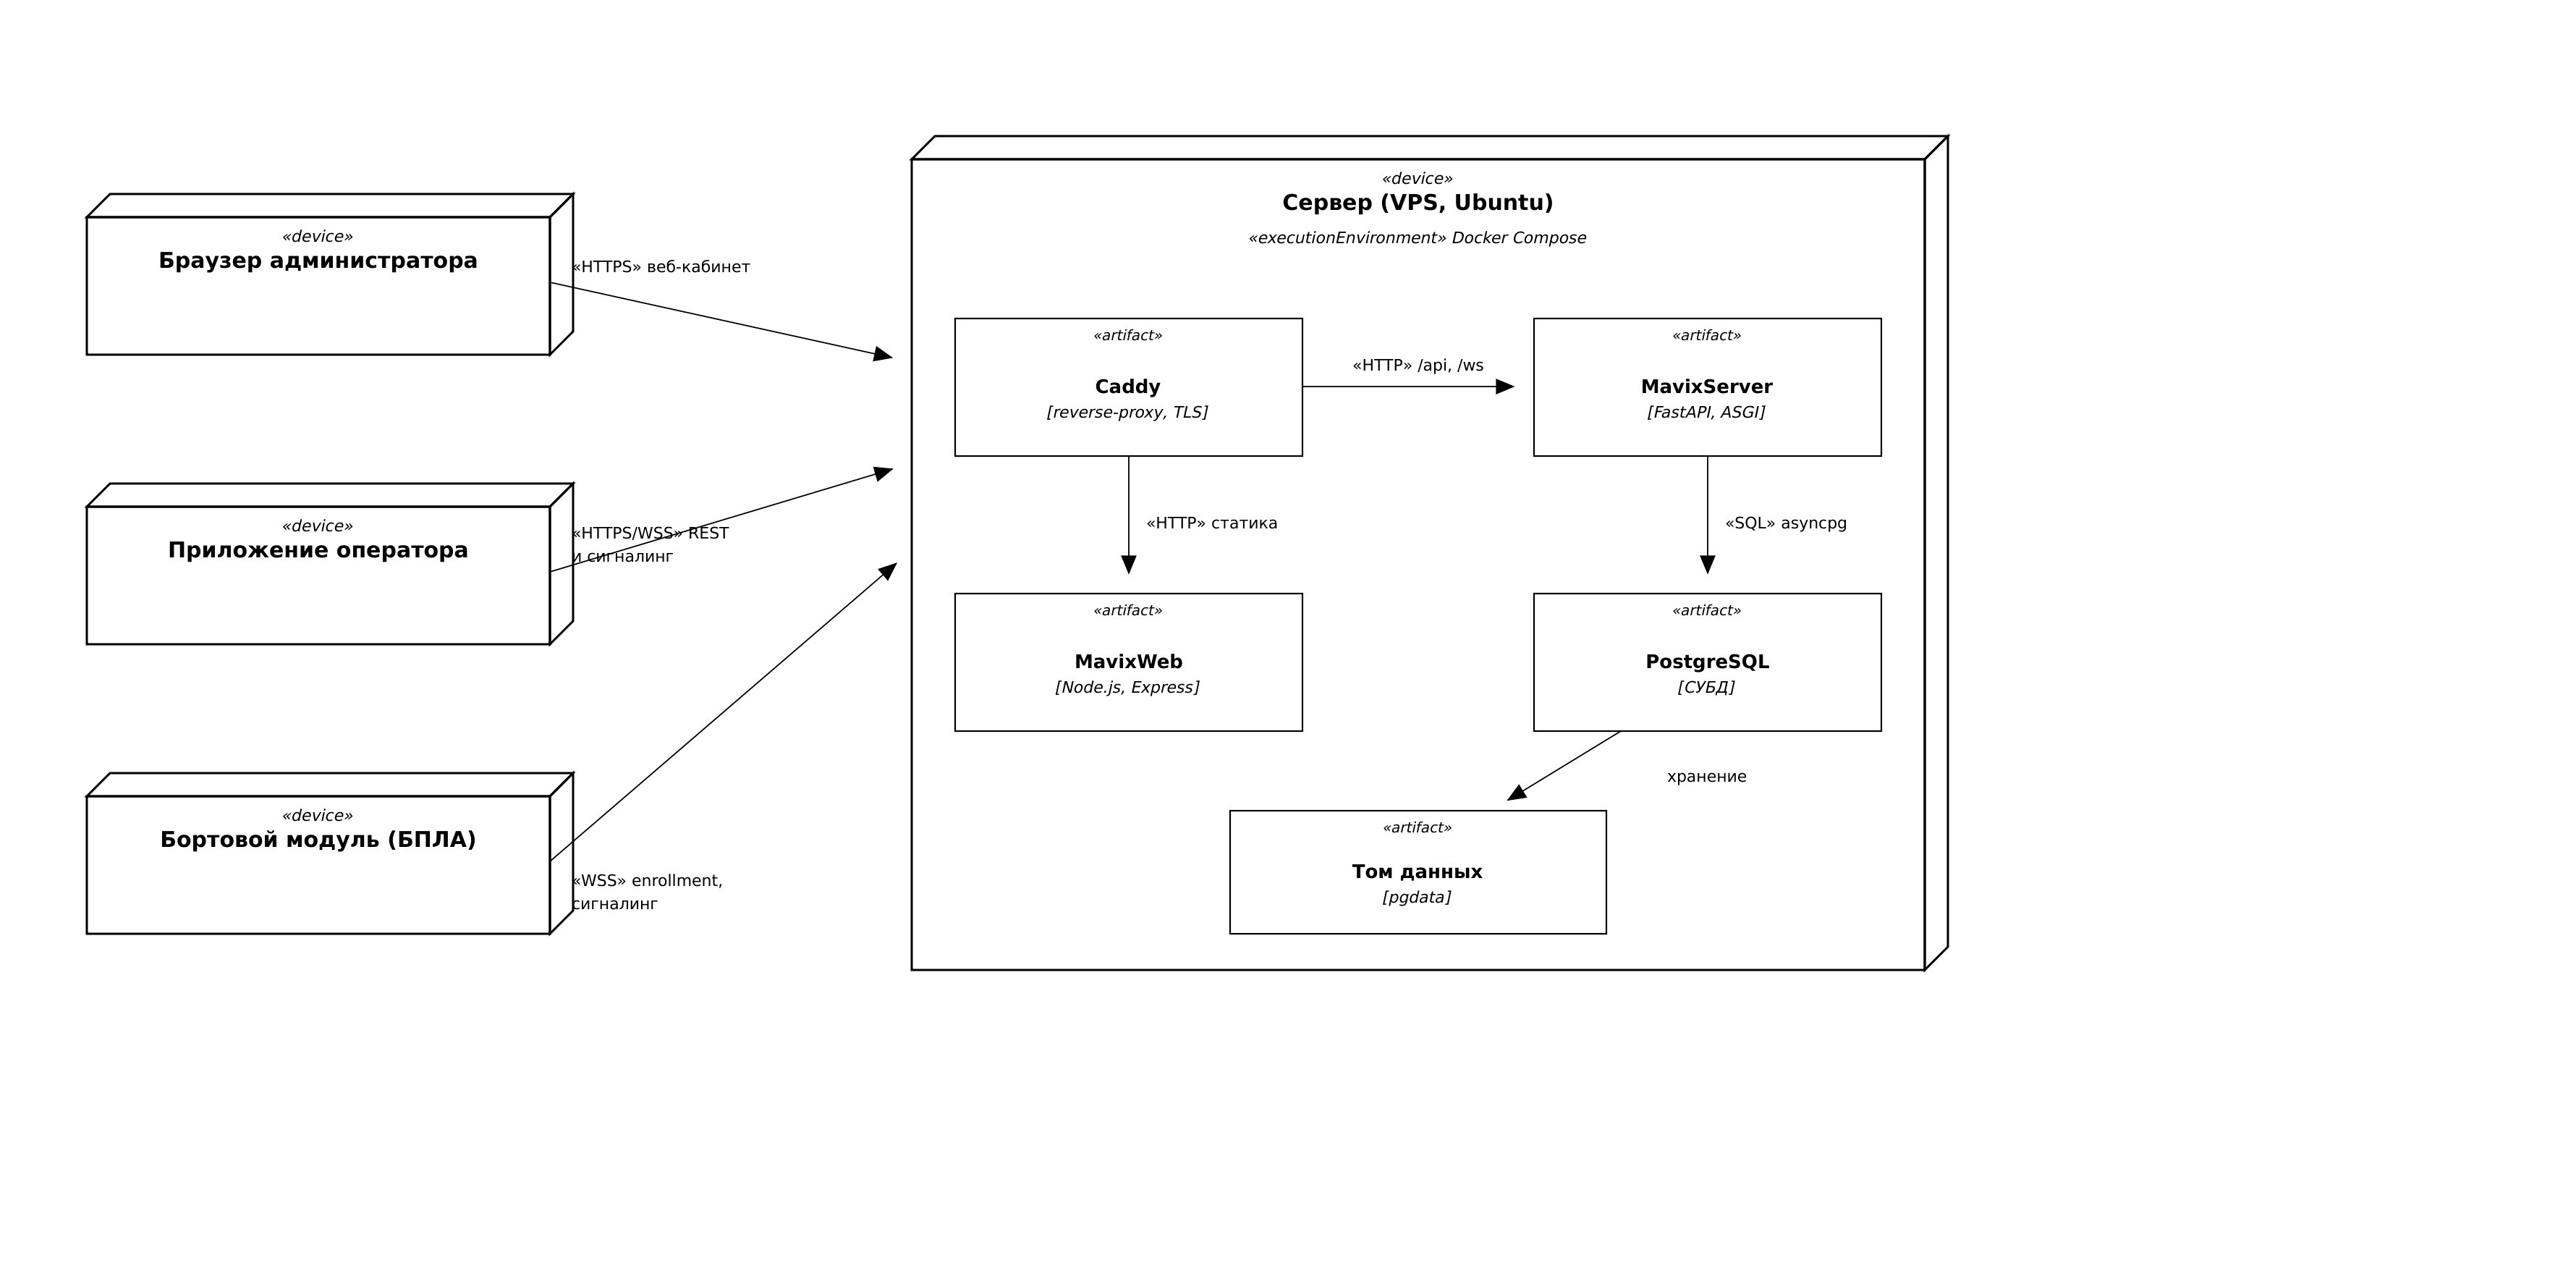 «device»
Браузер администратора
«HTTPS» веб-кабинет
«device»
Приложение оператора
«HTTPS/WSS» REST
и сигналинг
«device»
Бортовой модуль (БПЛА)
«WSS» enrollment,
сигналинг
«device»
Сервер (VPS, Ubuntu)
«executionEnvironment» Docker Compose
«artifact»
Caddy
[reverse-proxy, TLS]
«HTTP» /api, /ws
«artifact»
MavixServer
[FastAPI, ASGI]
«HTTP» статика
«SQL» asyncpg
«artifact»
MavixWeb
[Node.js, Express]
«artifact»
PostgreSQL
[СУБД]
хранение
«artifact»
Том данных
[pgdata]